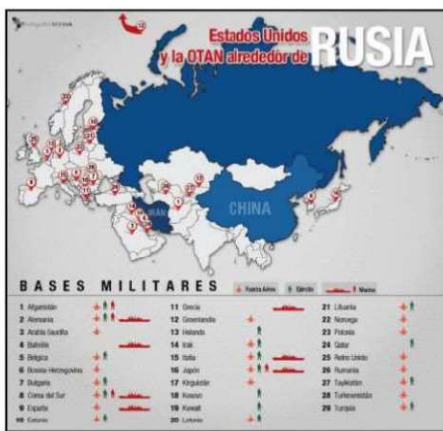 Estados Unidos
y la OTAN alrededor de
RUSIA
IRÁN
CHINA
BASES MILITARES
Fuerza Aérea
Ejército
Marina
1 Afganistán
2 Alemania
3 Arabia Saudita
4 Bahréin
5 Bélgica
6 Bosnia-Herzegovina
7 Bulgaria
8 Corea del Sur
9 España
10 Estonia
11 Grecia
12 Groenlandia
13 Holanda
14 Irak
15 Italia
16 Japón
17 Kirguistán
18 Kosovo
19 Kuwait
20 Letonia
21 Lituania
22 Noruega
23 Polonia
24 Qatar
25 Reino Unido
26 Rumania
27 Tayikistán
28 Turkmenistán
29 Turquía